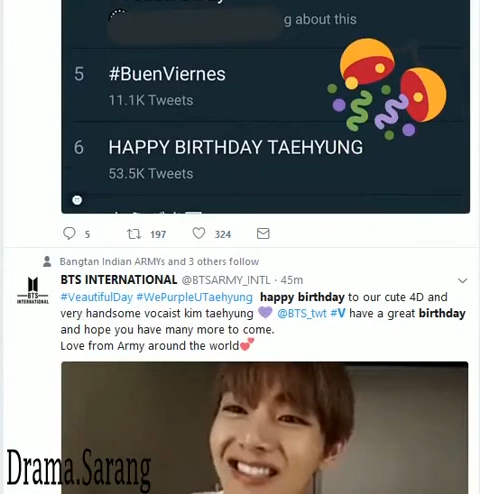 g about this
5 #BuenViernes
11.1K Tweets
6 HAPPY BIRTHDAY TAEHYUNG
53.5K Tweets
5 197 324
Bangtan Indian ARMYs and 3 others follow
BTS INTERNATIONAL @BTSARMY_INTL · 45m
BTS
INTERNATIONAL
#VeautifulDay #WePurpleUTaehyung happy birthday to our cute 4D and
very handsome vocaist kim taehyung 💜 @BTS_twt #V have a great birthday
and hope you have many more to come.
Love from Army around the world💕
Drama.Sarang